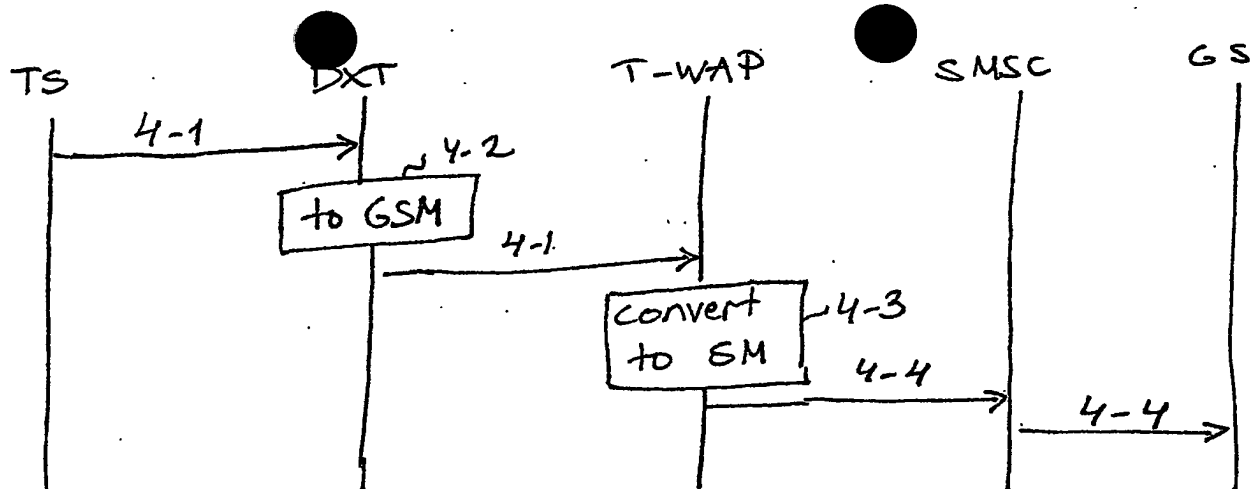 TS DXT T-WAP SMSC GS
4-1
4-2
to GSM
4-1
convert
to SM
4-3
4-4
4-4